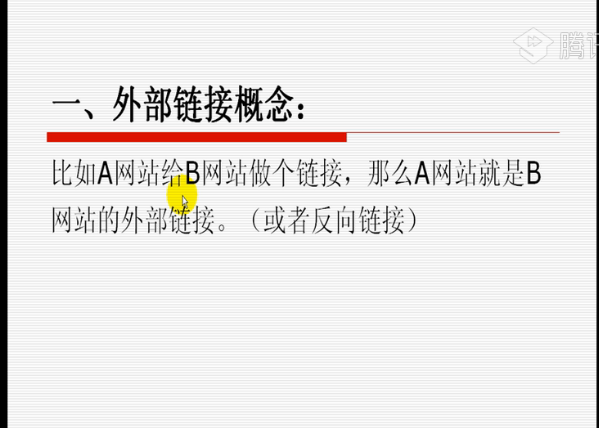 腾讯
一、外部链接概念：
比如A网站给B网站做个链接，那么A网站就是B
网站的外部链接。（或者反向链接）